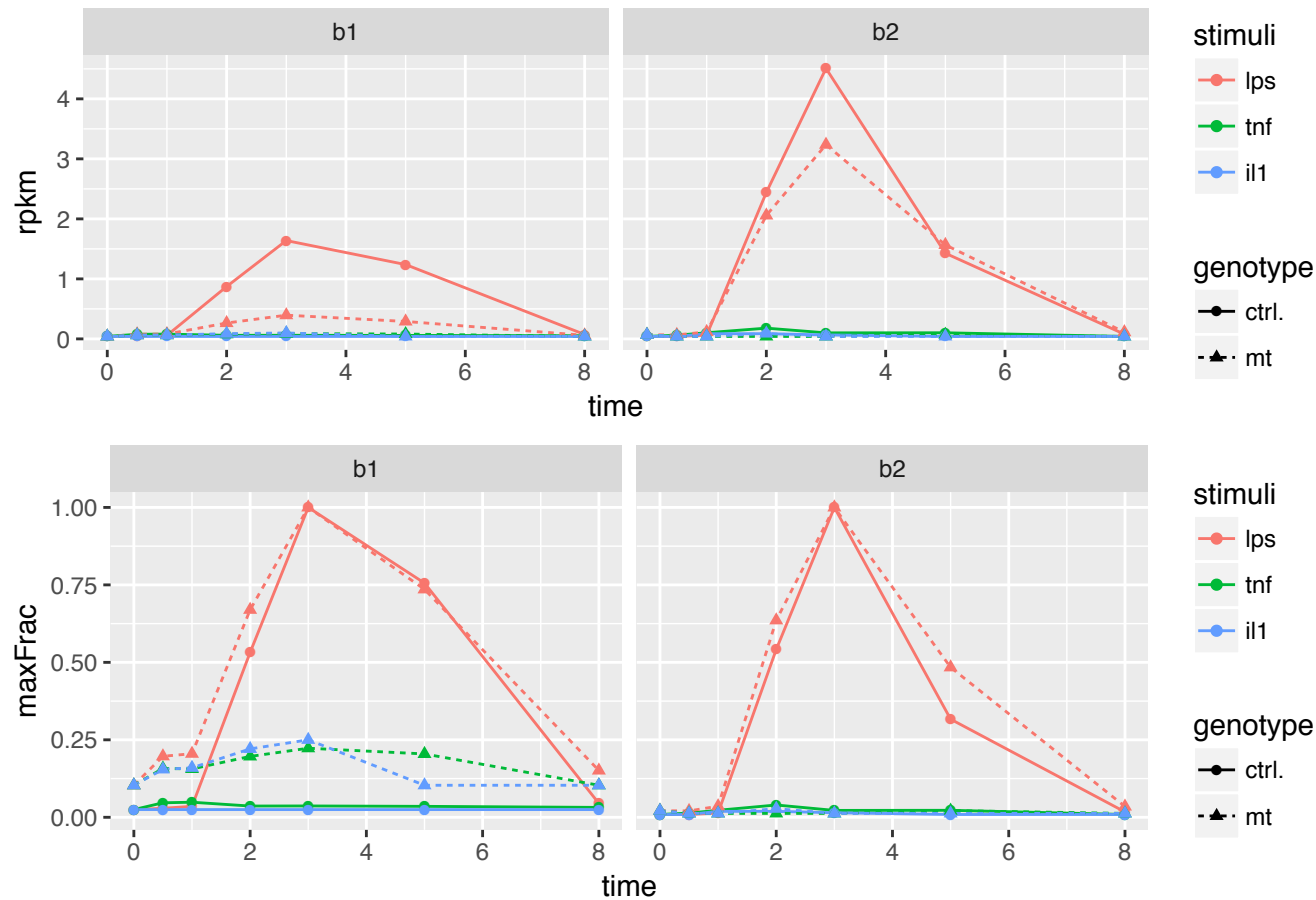 b1
b2
stimuli
lps
tnf
il1
genotype
ctrl.
mt
rpkm
4
3
2
1
0
0 2 4 6 8
0 2 4 6 8
time
b1
b2
stimuli
lps
tnf
il1
genotype
ctrl.
mt
maxFrac
1.00
0.75
0.50
0.25
0.00
0 2 4 6 8
0 2 4 6 8
time